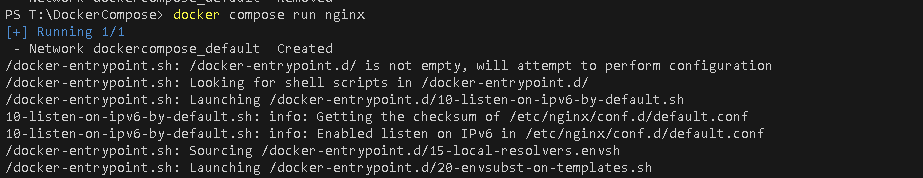 Network dockercompose_default Removed
PS T:\DockerCompose> docker compose run nginx
[+] Running 1/1
- Network dockercompose_default  Created
/docker-entrypoint.sh: /docker-entrypoint.d/ is not empty, will attempt to perform configuration
/docker-entrypoint.sh: Looking for shell scripts in /docker-entrypoint.d/
/docker-entrypoint.sh: Launching /docker-entrypoint.d/10-listen-on-ipv6-by-default.sh
10-listen-on-ipv6-by-default.sh: info: Getting the checksum of /etc/nginx/conf.d/default.conf
10-listen-on-ipv6-by-default.sh: info: Enabled listen on IPv6 in /etc/nginx/conf.d/default.conf
/docker-entrypoint.sh: Sourcing /docker-entrypoint.d/15-local-resolvers.envsh
/docker-entrypoint.sh: Launching /docker-entrypoint.d/20-envsubst-on-templates.sh